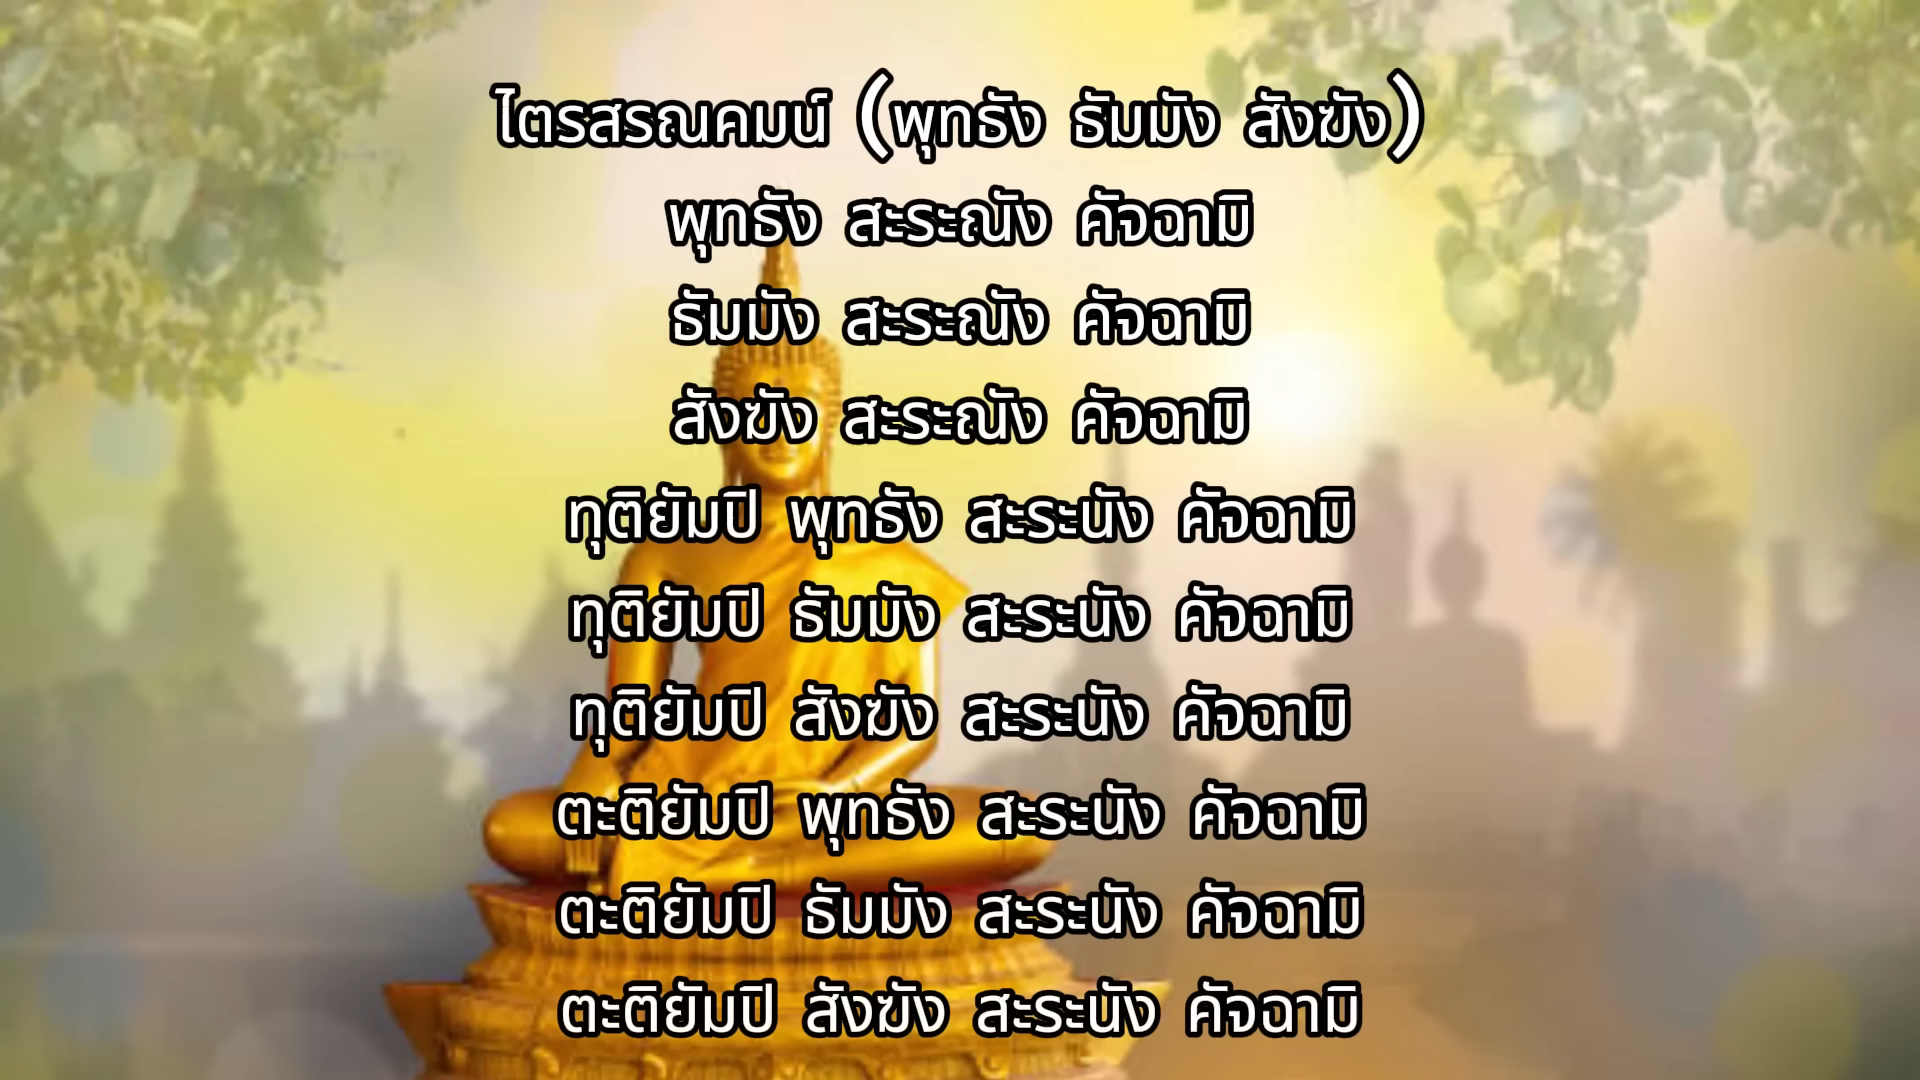 ไตรสรณคมน์ (พุทธัง ธัมมัง สังฆัง)
พุทธัง สะระณัง คัจฉามิ
ธัมมัง สะระณัง คัจฉามิ
สังฆัง สะระณัง คัจฉามิ
ทุติยัมปิ พุทธัง สะระนัง คัจฉามิ
ทุติยัมปิ ธัมมัง สะระนัง คัจฉามิ
ทุติยัมปิ สังฆัง สะระนัง คัจฉามิ
ตะติยัมปิ พุทธัง สะระนัง คัจฉามิ
ตะติยัมปิ ธัมมัง สะระนัง คัจฉามิ
ตะติยัมปิ สังฆัง สะระนัง คัจฉามิ